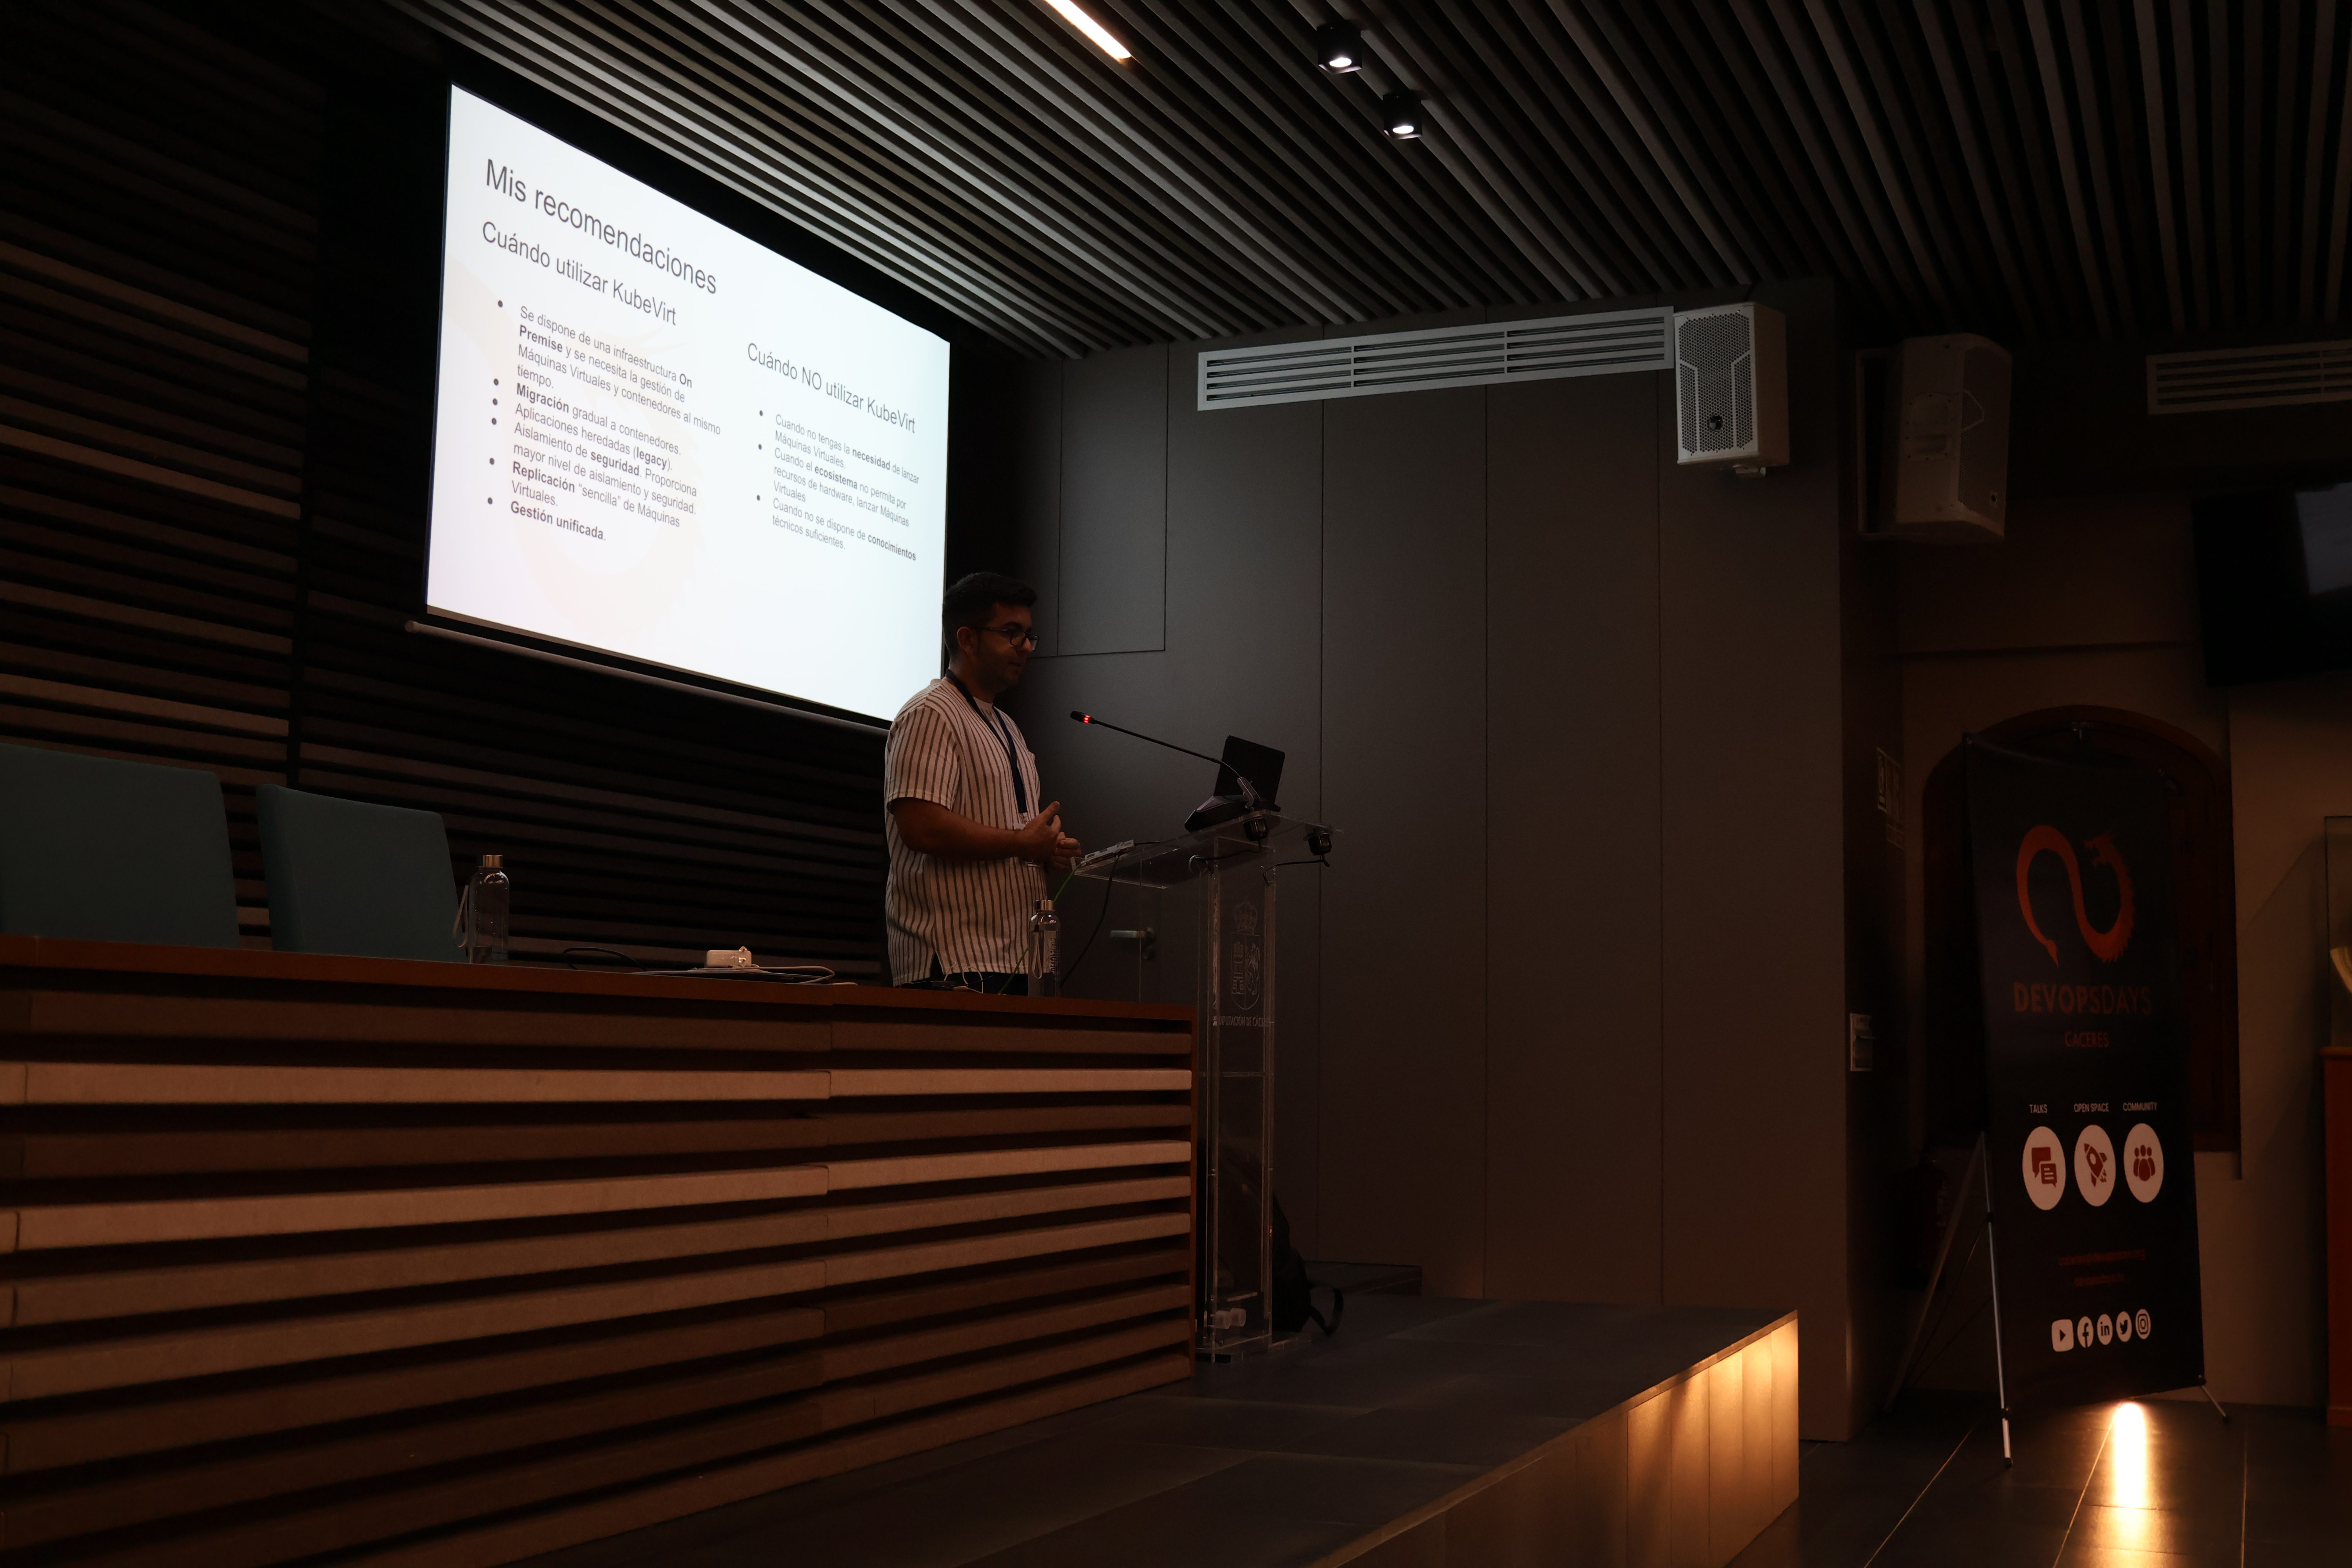 Mis recomendaciones
Cuándo utilizar KubeVirt
● Se dispone de una infraestructura On
Premise y se necesita la gestión de
Máquinas Virtuales y contenedores al mismo
tiempo.
● Migración gradual a contenedores.
● Aplicaciones heredadas (legacy).
● Aislamiento de seguridad. Proporciona
mayor nivel de aislamiento y seguridad.
● Replicación “sencilla” de Máquinas
Virtuales.
● Gestión unificada.
Cuándo NO utilizar KubeVirt
● Cuando no tengas la necesidad de lanzar
Máquinas Virtuales.
● Cuando el ecosistema no permita por
recursos de hardware, lanzar Máquinas
Virtuales
● Cuando no se dispone de conocimientos
técnicos suficientes.
DIPUTACIÓN DE CÁCERES
DEVOPSDAYS
CÁCERES
TALKS OPEN SPACE COMMUNITY